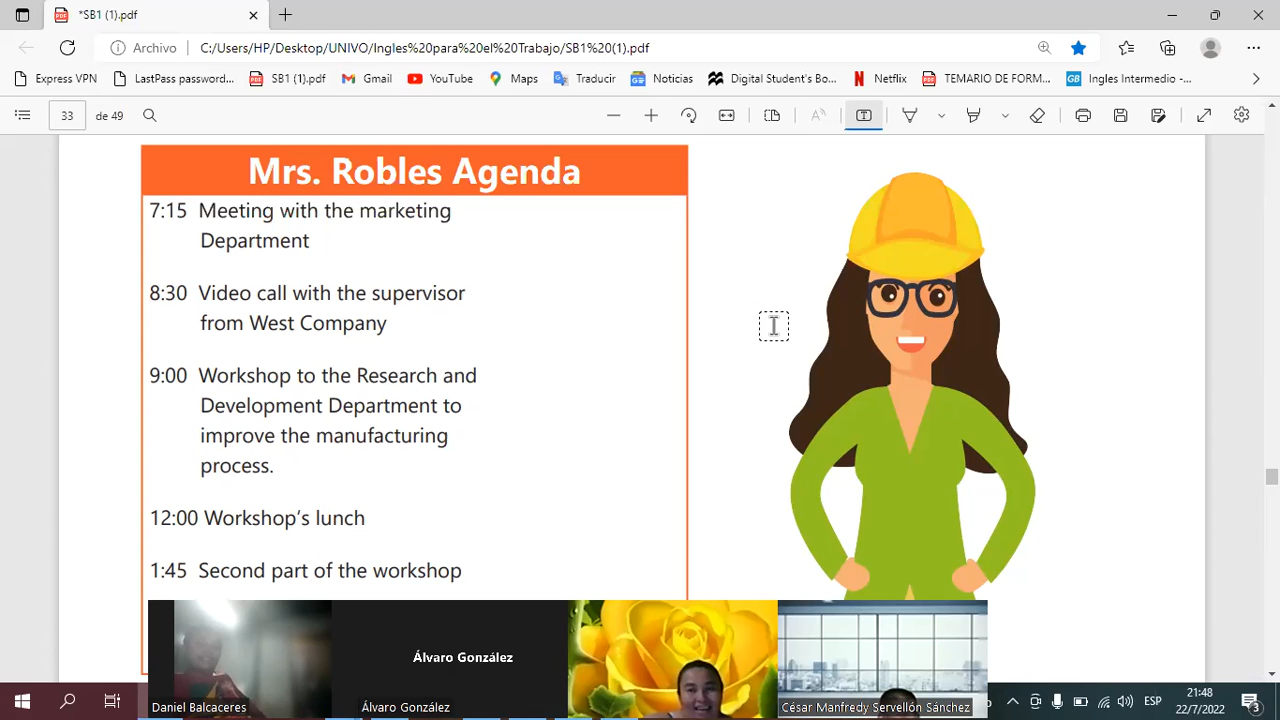 *SB1 (1).pdf
Archivo
C:/Users/HP/Desktop/UNIVO/Ingles%20para%20el%20Trabajo/SB1%20(1).pdf
Express VPN
LastPass password...
SB1 (1).pdf
Gmail
YouTube
Maps
Traducir
Noticias
Digital Student's Bo...
Netflix
TEMARIO DE FORM...
Ingles Intermedio -...
33
de 49
Mrs. Robles Agenda
7:15 Meeting with the marketing
Department
8:30 Video call with the supervisor
from West Company
9:00 Workshop to the Research and
Development Department to
improve the manufacturing
process.
12:00 Workshop's lunch
1:45 Second part of the workshop
Álvaro González
Daniel Balcaceres
Álvaro González
César Manfredy Servellón Sánchez
ESP
21:48
22/7/2022
3